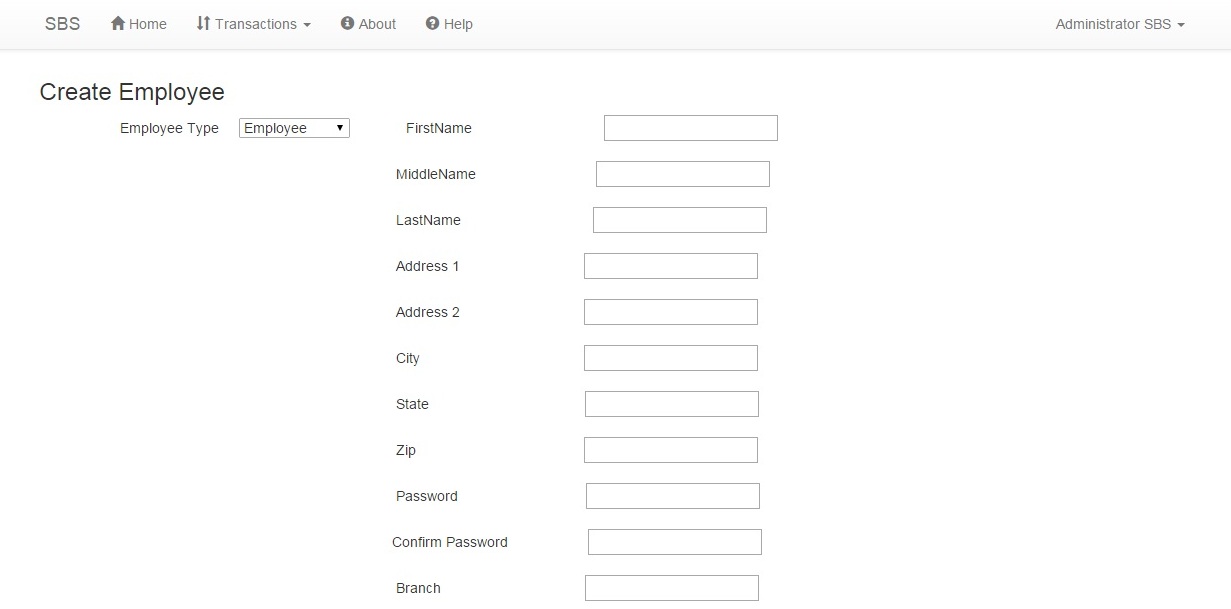 SBS Home Transactions About Help Administrator SBS
Create Employee
Employee Type Employee FirstName
MiddleName
LastName
Address 1
Address 2
City
State
Zip
Password
Confirm Password
Branch